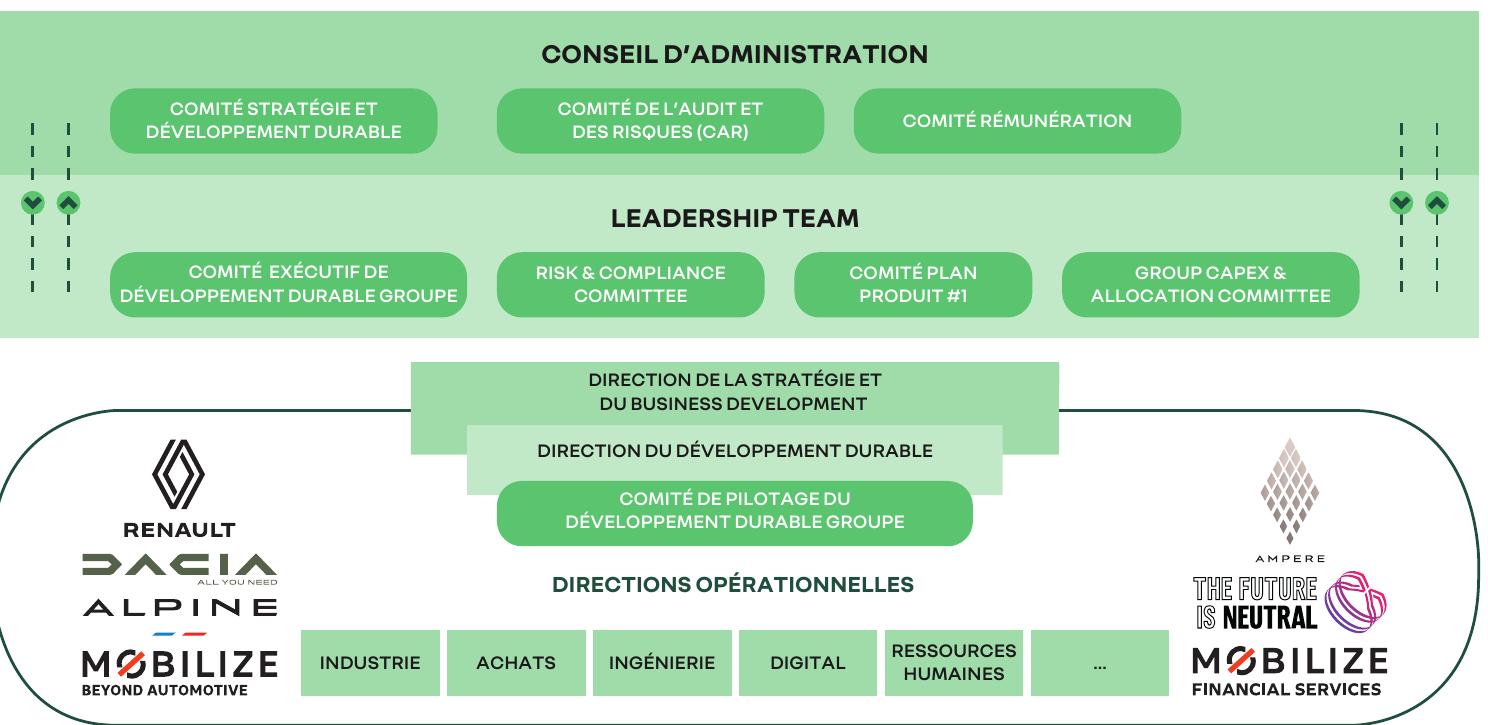 CONSEIL D’ADMINISTRATION
COMITÉ STRATÉGIE ET
DÉVELOPPEMENT DURABLE
COMITÉ DE L’AUDIT ET
DES RISQUES (CAR)
COMITÉ RÉMUNÉRATION
LEADERSHIP TEAM
COMITÉ EXÉCUTIF DE
DÉVELOPPEMENT DURABLE GROUPE
RISK & COMPLIANCE
COMMITTEE
COMITÉ PLAN
PRODUIT #1
GROUP CAPEX &
ALLOCATION COMMITTEE
DIRECTION DE LA STRATÉGIE ET
DU BUSINESS DEVELOPMENT
DIRECTION DU DÉVELOPPEMENT DURABLE
COMITÉ DE PILOTAGE DU
DÉVELOPPEMENT DURABLE GROUPE
RENAULT
DACIA
ALL YOU NEED
ALPINE
MOBILIZE
BEYOND AUTOMOTIVE
DIRECTIONS OPÉRATIONNELLES
INDUSTRIE
ACHATS
INGÉNIERIE
DIGITAL
RESSOURCES
HUMAINES
...
AMPERE
THE FUTURE
IS NEUTRAL
MOBILIZE
FINANCIAL SERVICES